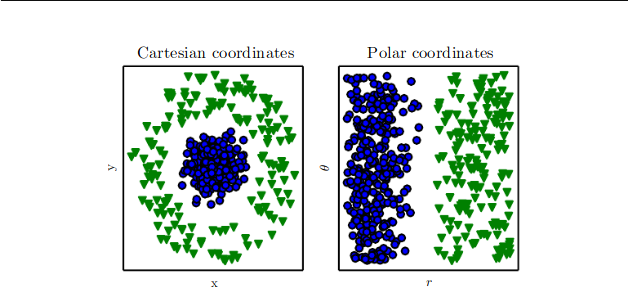 Cartesian coordinates
Polar coordinates
y
θ
x
r